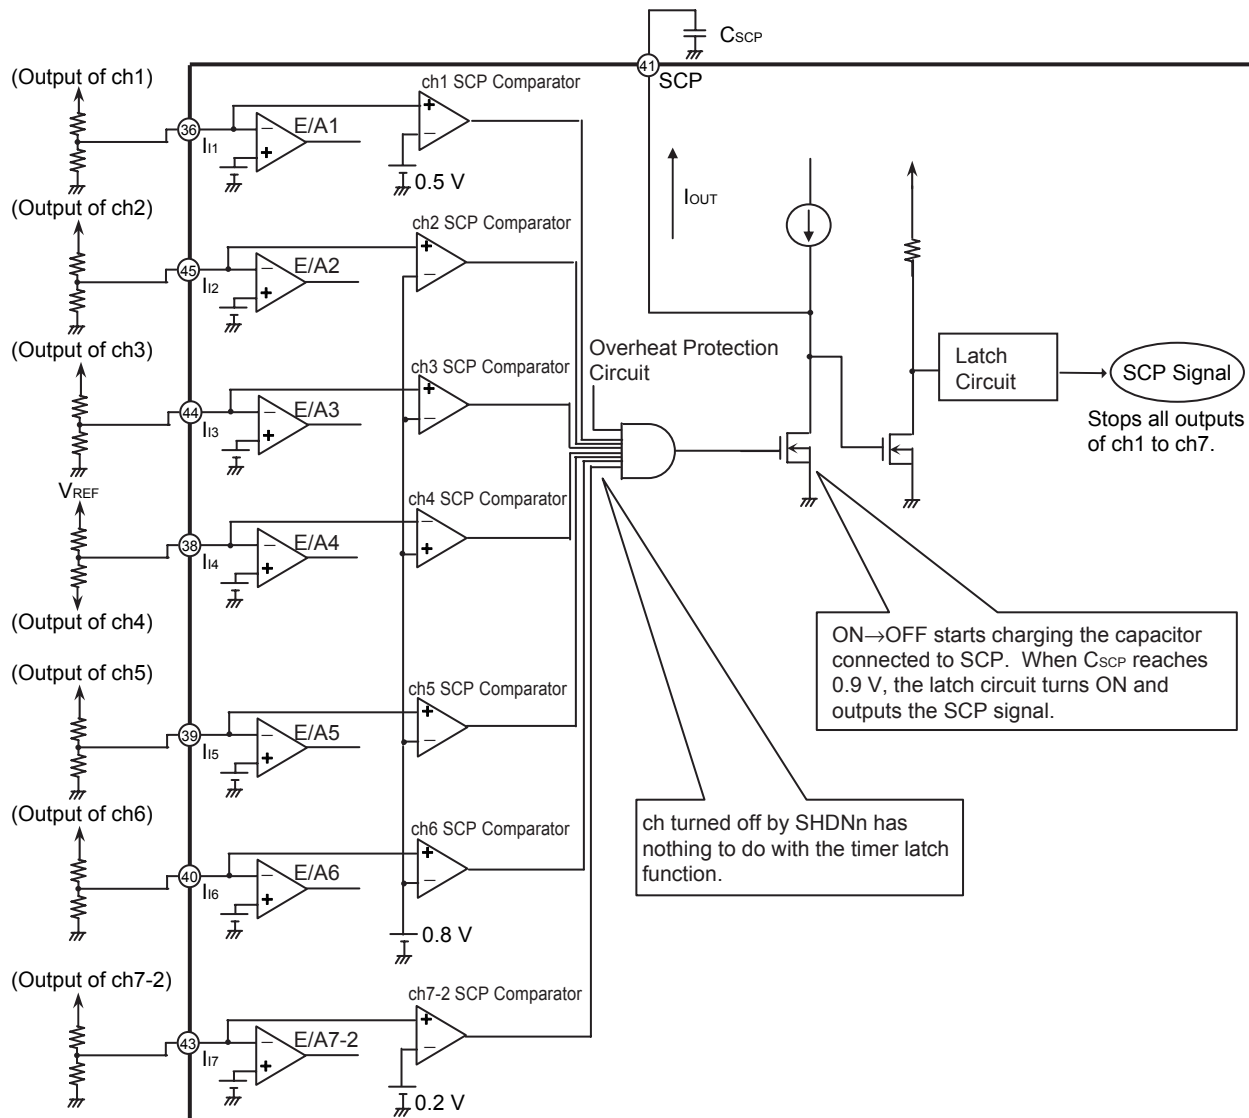 CSCP
41
SCP
(Output of ch1)
ch1 SCP Comparator
36
II1
E/A1
0.5 V
IOUT
(Output of ch2)
ch2 SCP Comparator
45
II2
E/A2
(Output of ch3)
ch3 SCP Comparator
44
II3
E/A3
Overheat Protection
Circuit
Latch
Circuit
SCP Signal
Stops all outputs
of ch1 to ch7.
VREF
ch4 SCP Comparator
38
II4
E/A4
(Output of ch4)
ON→OFF starts charging the capacitor
connected to SCP. When CSCP reaches
0.9 V, the latch circuit turns ON and
outputs the SCP signal.
(Output of ch5)
ch5 SCP Comparator
39
II5
E/A5
ch turned off by SHDNn has
nothing to do with the timer latch
function.
(Output of ch6)
ch6 SCP Comparator
40
II6
E/A6
0.8 V
(Output of ch7-2)
ch7-2 SCP Comparator
43
II7
E/A7-2
0.2 V